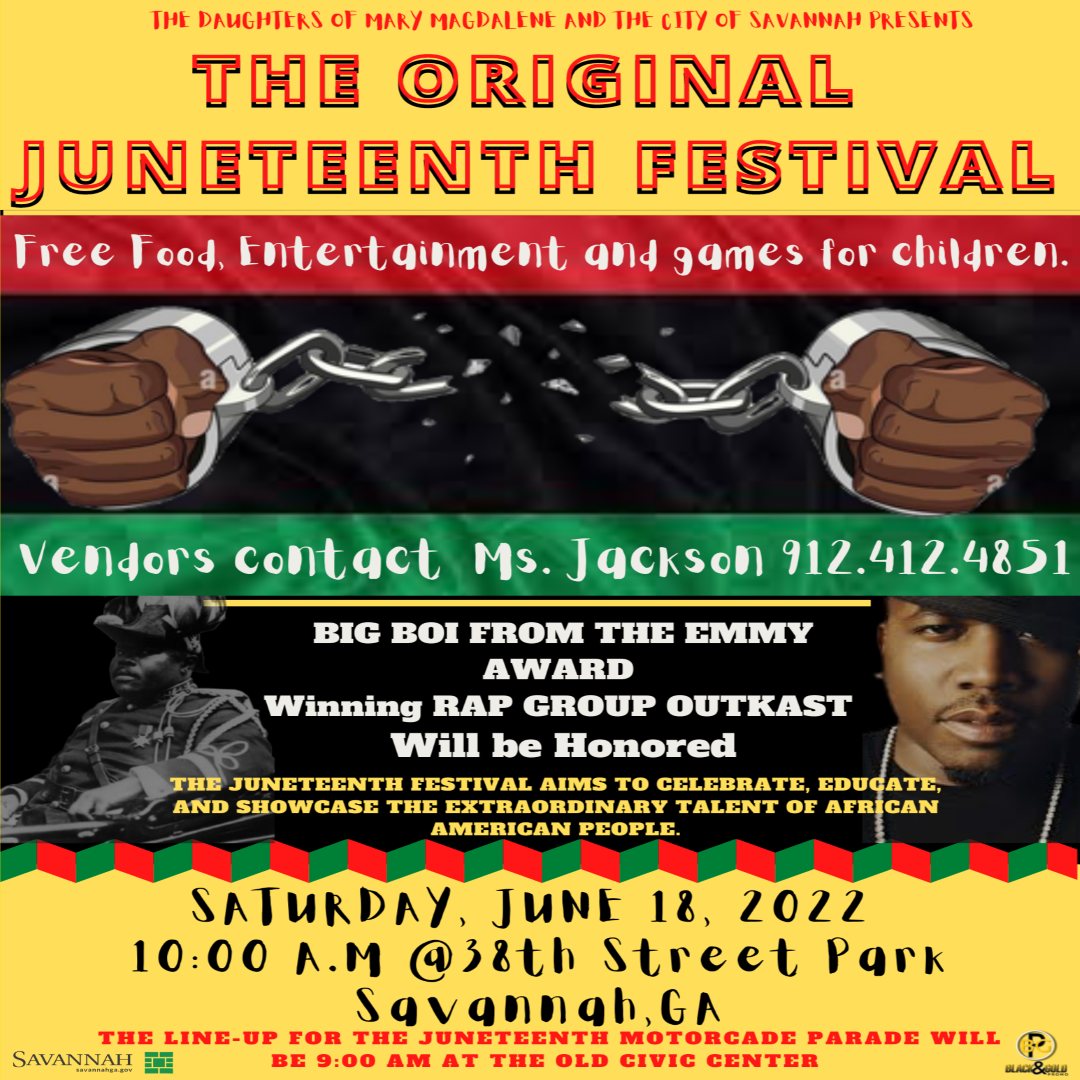 THE DAUGHTERS OF MARY MAGDALENE AND THE CITY OF SAVANNAH PRESENTS
THE ORIGINAL
JUNETEENTH FESTIVAL
Free Food, Entertainment and games for children.
a
a
a
a
Vendors contact Ms. Jackson 912.412.4851
BIG BOI FROM THE EMMY
AWARD
Winning RAP GROUP OUTKAST
Will be Honored
THE JUNETEENTH FESTIVAL AIMS TO CELEBRATE, EDUCATE,
AND SHOWCASE THE EXTRAORDINARY TALENT OF AFRICAN
AMERICAN PEOPLE.
SATURDAY, JUNE 18, 2022
10:00 A.M @38th Street Park
Savannah,GA
THE LINE-UP FOR THE JUNETEENTH MOTORCADE PARADE WILL
BE 9:00 AM AT THE OLD CIVIC CENTER
SAVANNAH
savannahga.gov
BLACK&GOLD
PROMO